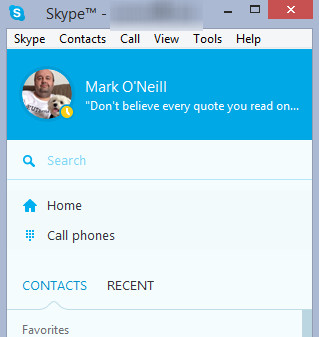 Skype™ -
Skype Contacts Call View Tools Help
Mark O'Neill
"Don't believe every quote you read on...
Search
Home
Call phones
CONTACTS RECENT
Favorites